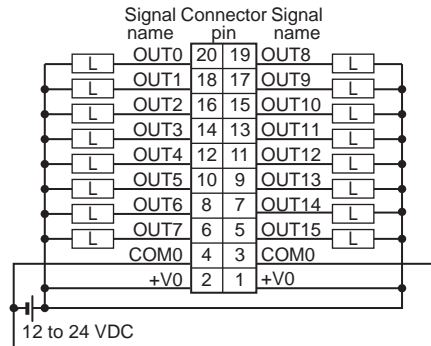 Signal Connector Signal
name pin name
L OUT0 20 19 OUT8 L
L OUT1 18 17 OUT9 L
L OUT2 16 15 OUT10 L
L OUT3 14 13 OUT11 L
L OUT4 12 11 OUT12 L
L OUT5 10 9 OUT13 L
L OUT6 8 7 OUT14 L
L OUT7 6 5 OUT15 L
COM0 4 3 COM0
+V0 2 1 +V0
12 to 24 VDC